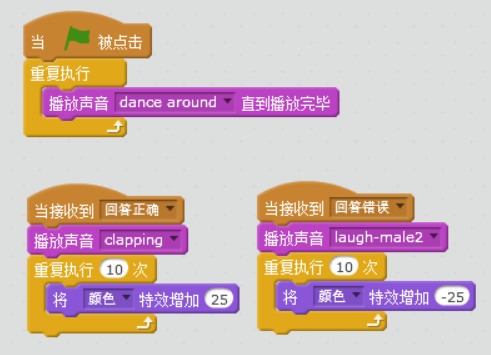 当 被点击
重复执行
播放声音 dance around 直到播放完毕
当接收到 回答正确
播放声音 clapping
重复执行 10 次
将 颜色 特效增加 25
当接收到 回答错误
播放声音 laugh-male2
重复执行 10 次
将 颜色 特效增加 -25